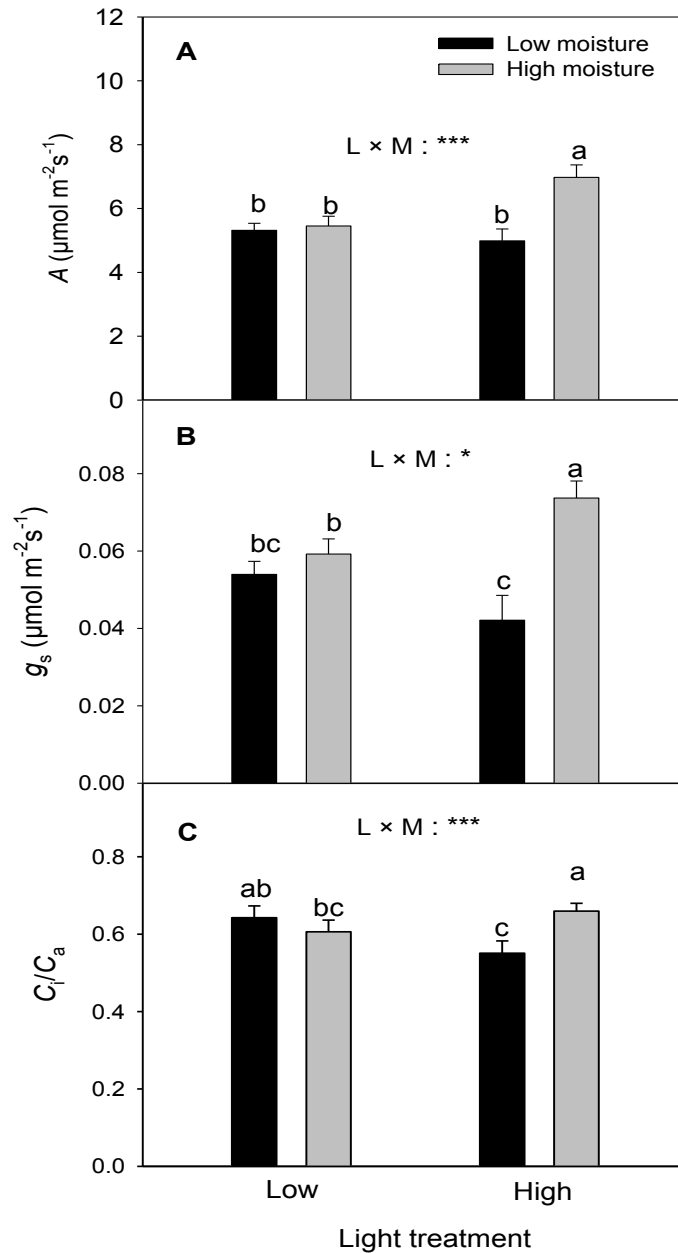 12
A
Low moisture
High moisture
10
L × M : ***
8
a
b b b
6
4
2
0
A (µmol m⁻²s⁻¹)
B
L × M : *
0.08
a
bc b
0.06
c
0.04
0.02
0.00
gₛ (µmol m⁻²s⁻¹)
C
L × M : ***
0.8
ab bc c a
0.6
0.4
0.2
0.0
Cᵢ/Cₐ
Low High
Light treatment